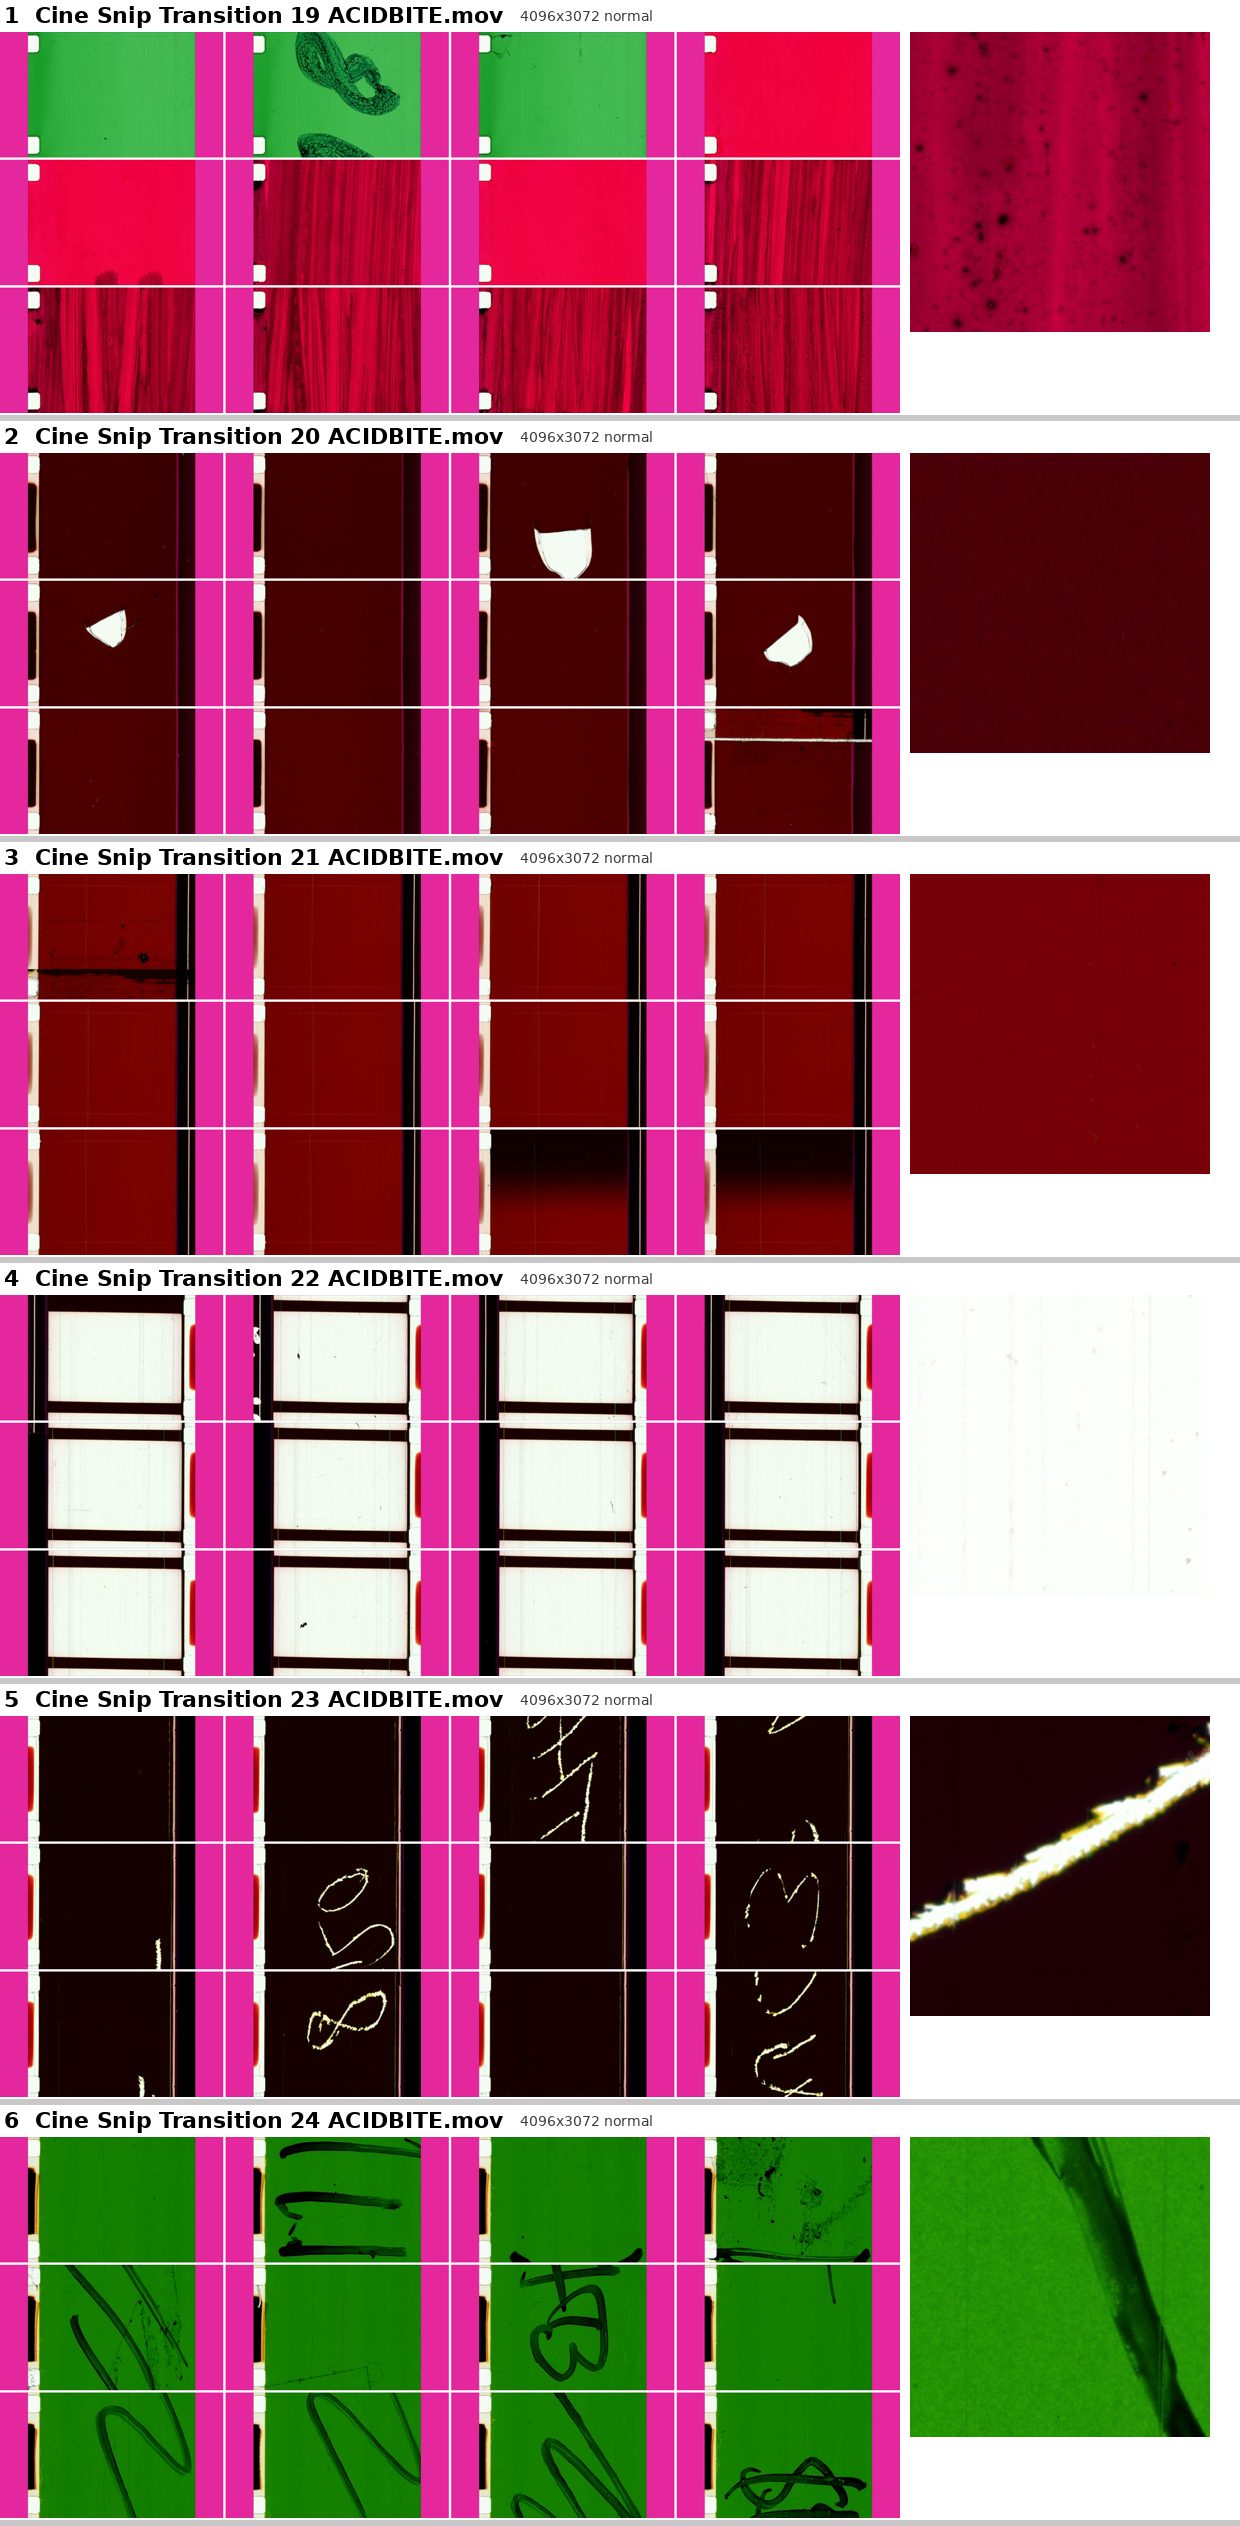 1 Cine Snip Transition 19 ACIDBITE.mov 4096x3072 normal
2 Cine Snip Transition 20 ACIDBITE.mov 4096x3072 normal
3 Cine Snip Transition 21 ACIDBITE.mov 4096x3072 normal
4 Cine Snip Transition 22 ACIDBITE.mov 4096x3072 normal
5 Cine Snip Transition 23 ACIDBITE.mov 4096x3072 normal
6 Cine Snip Transition 24 ACIDBITE.mov 4096x3072 normal